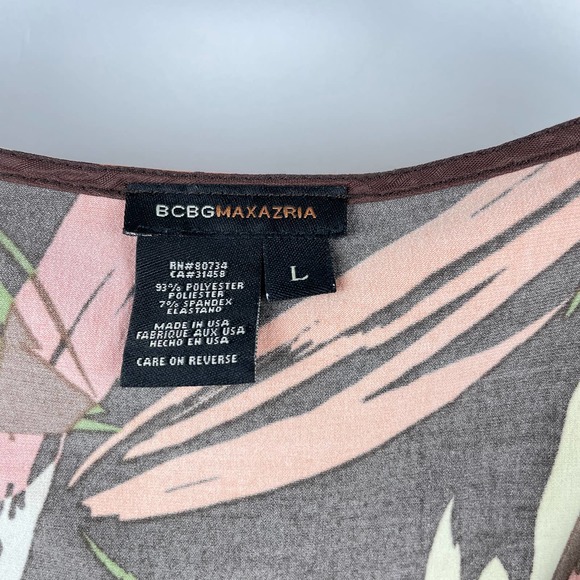 BCBGMAXAZRIA
L
RN#80734
CA#31458
93% POLYESTER
POLIESTER
7% SPANDEX
ELASTANO
MADE IN USA
FABRIQUE AUX USA
HECHO EN USA
CARE ON REVERSE